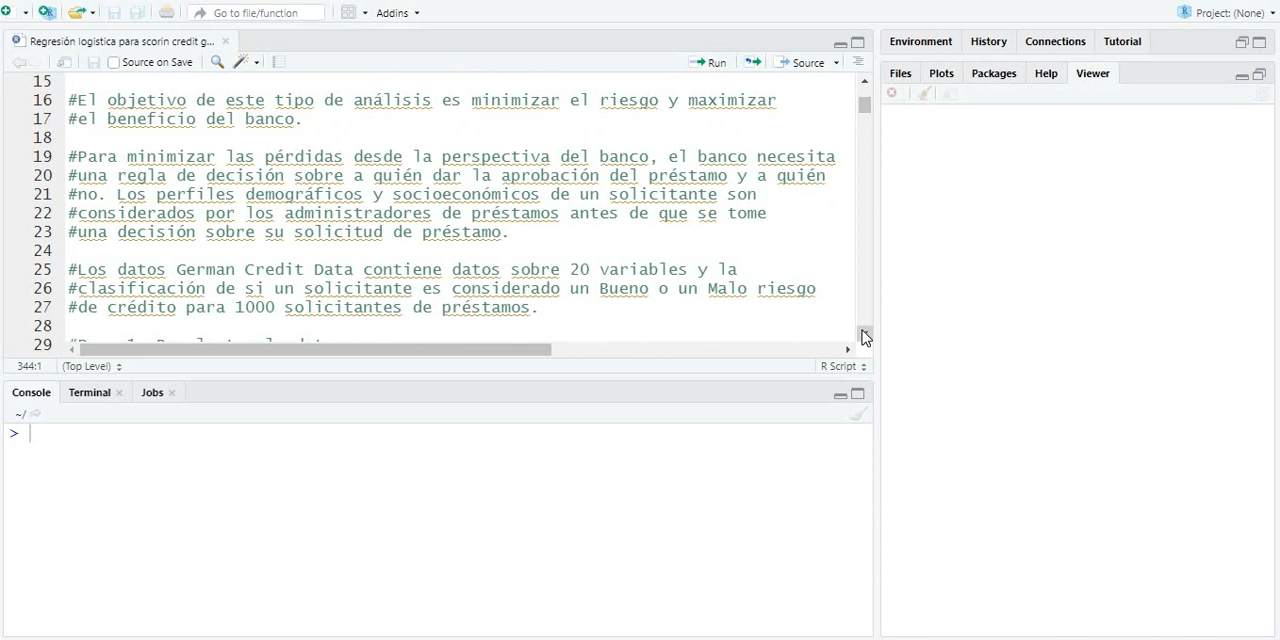 Go to file/function
Addins
Project: (None)
Regresión logística para scorin credit g...
Source on Save
Run
Source
15
16 #El objetivo de este tipo de análisis es minimizar el riesgo y maximizar
17 #el beneficio del banco.
18
19 #Para minimizar las pérdidas desde la perspectiva del banco, el banco necesita
20 #una regla de decisión sobre a quién dar la aprobación del préstamo y a quién
21 #no. Los perfiles demográficos y socioeconómicos de un solicitante son
22 #considerados por los administradores de préstamos antes de que se tome
23 #una decisión sobre su solicitud de préstamo.
24
25 #Los datos German Credit Data contiene datos sobre 20 variables y la
26 #clasificación de si un solicitante es considerado un Bueno o un Malo riesgo
27 #de crédito para 1000 solicitantes de préstamos.
28
29
344:1 (Top Level) R Script
Console Terminal Jobs
~/
>
Environment History Connections Tutorial
Files Plots Packages Help Viewer